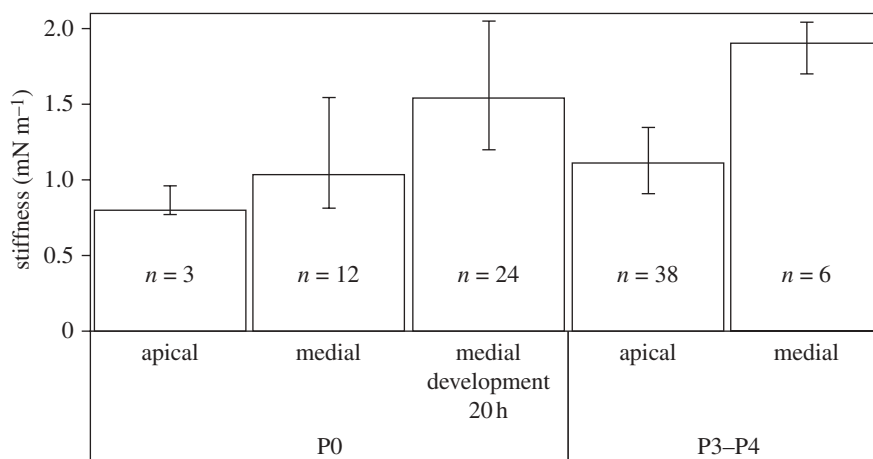 2.0
1.5
1.0
0.5
0
stiffness (mN m⁻¹)
n = 3
n = 12
n = 24
n = 38
n = 6
apical
medial
medial
development
20 h
apical
medial
P0
P3–P4